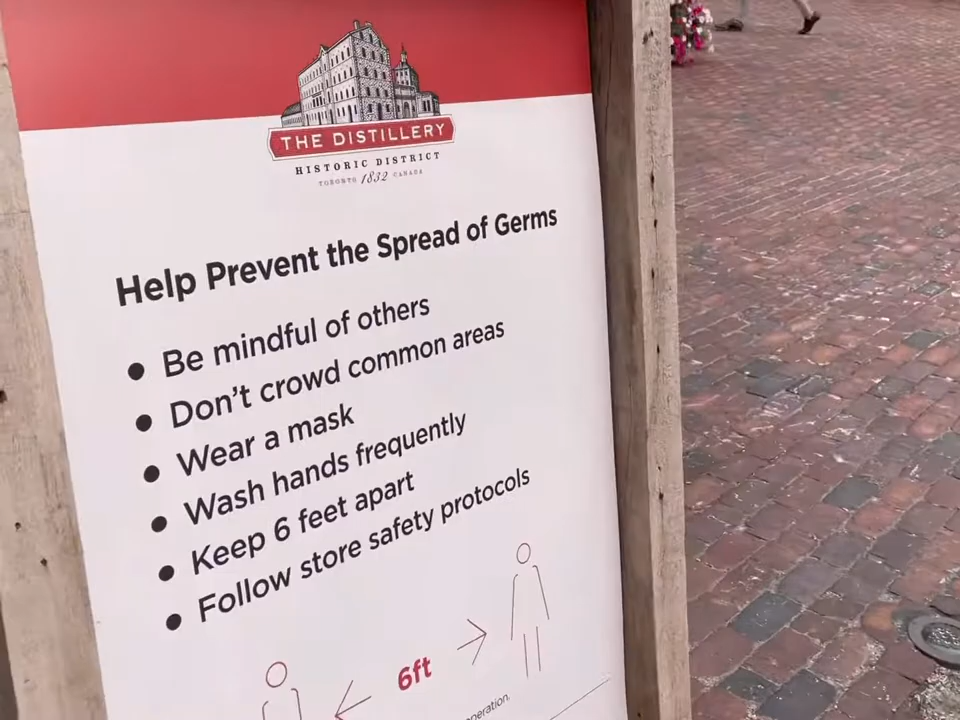 THE DISTILLERY
HISTORIC DISTRICT
TORONTO 1832 CANADA
Help Prevent the Spread of Germs
• Be mindful of others
• Don't crowd common areas
• Wear a mask
• Wash hands frequently
• Keep 6 feet apart
• Follow store safety protocols
6ft